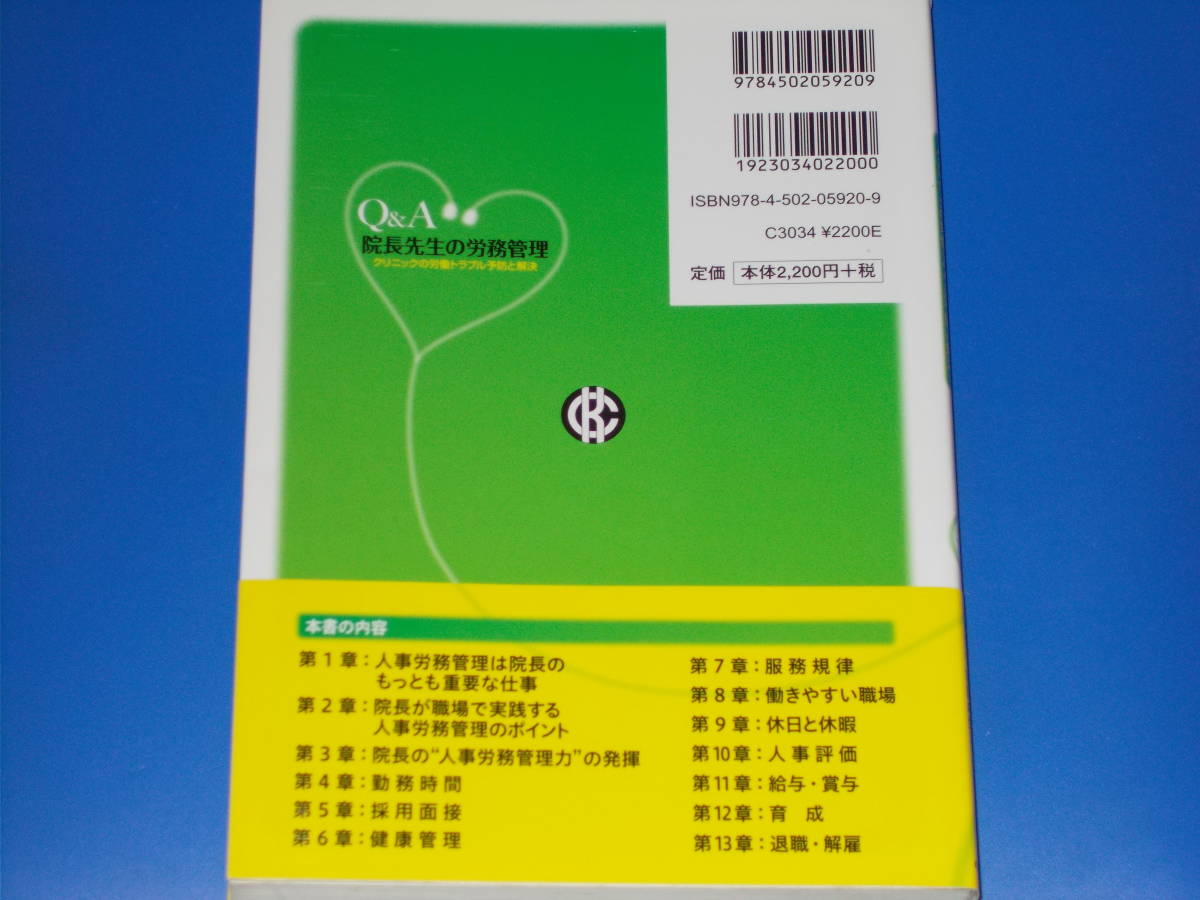 9784502059209
1923034022000
ISBN978-4-502-05920-9
C3034 ¥2200E
定価 本体2,200円+税
Q&A
院長先生の労務管理
クリニックの労働トラブル予防と解決
本書の内容
第1章：人事労務管理は院長の
もっとも重要な仕事
第2章：院長が職場で実践する
人事労務管理のポイント
第3章：院長の“人事労務管理力”の発揮
第4章：勤務時間
第5章：採用面接
第6章：健康管理
第7章：服務規律
第8章：働きやすい職場
第9章：休日と休暇
第10章：人事評価
第11章：給与・賞与
第12章：育 成
第13章：退職・解雇